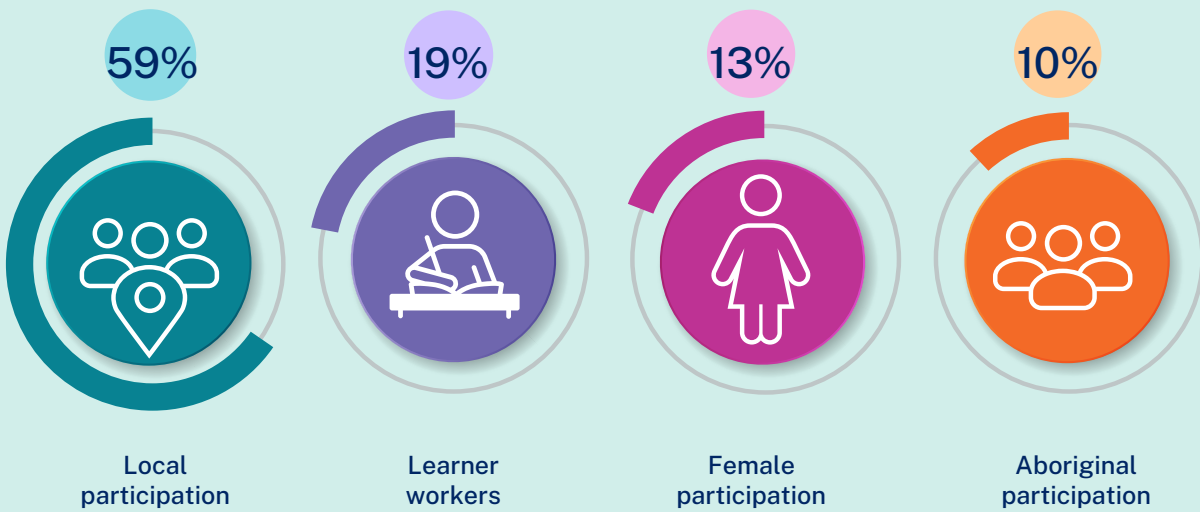 59%
19%
13%
10%
Local
participation
Learner
workers
Female
participation
Aboriginal
participation